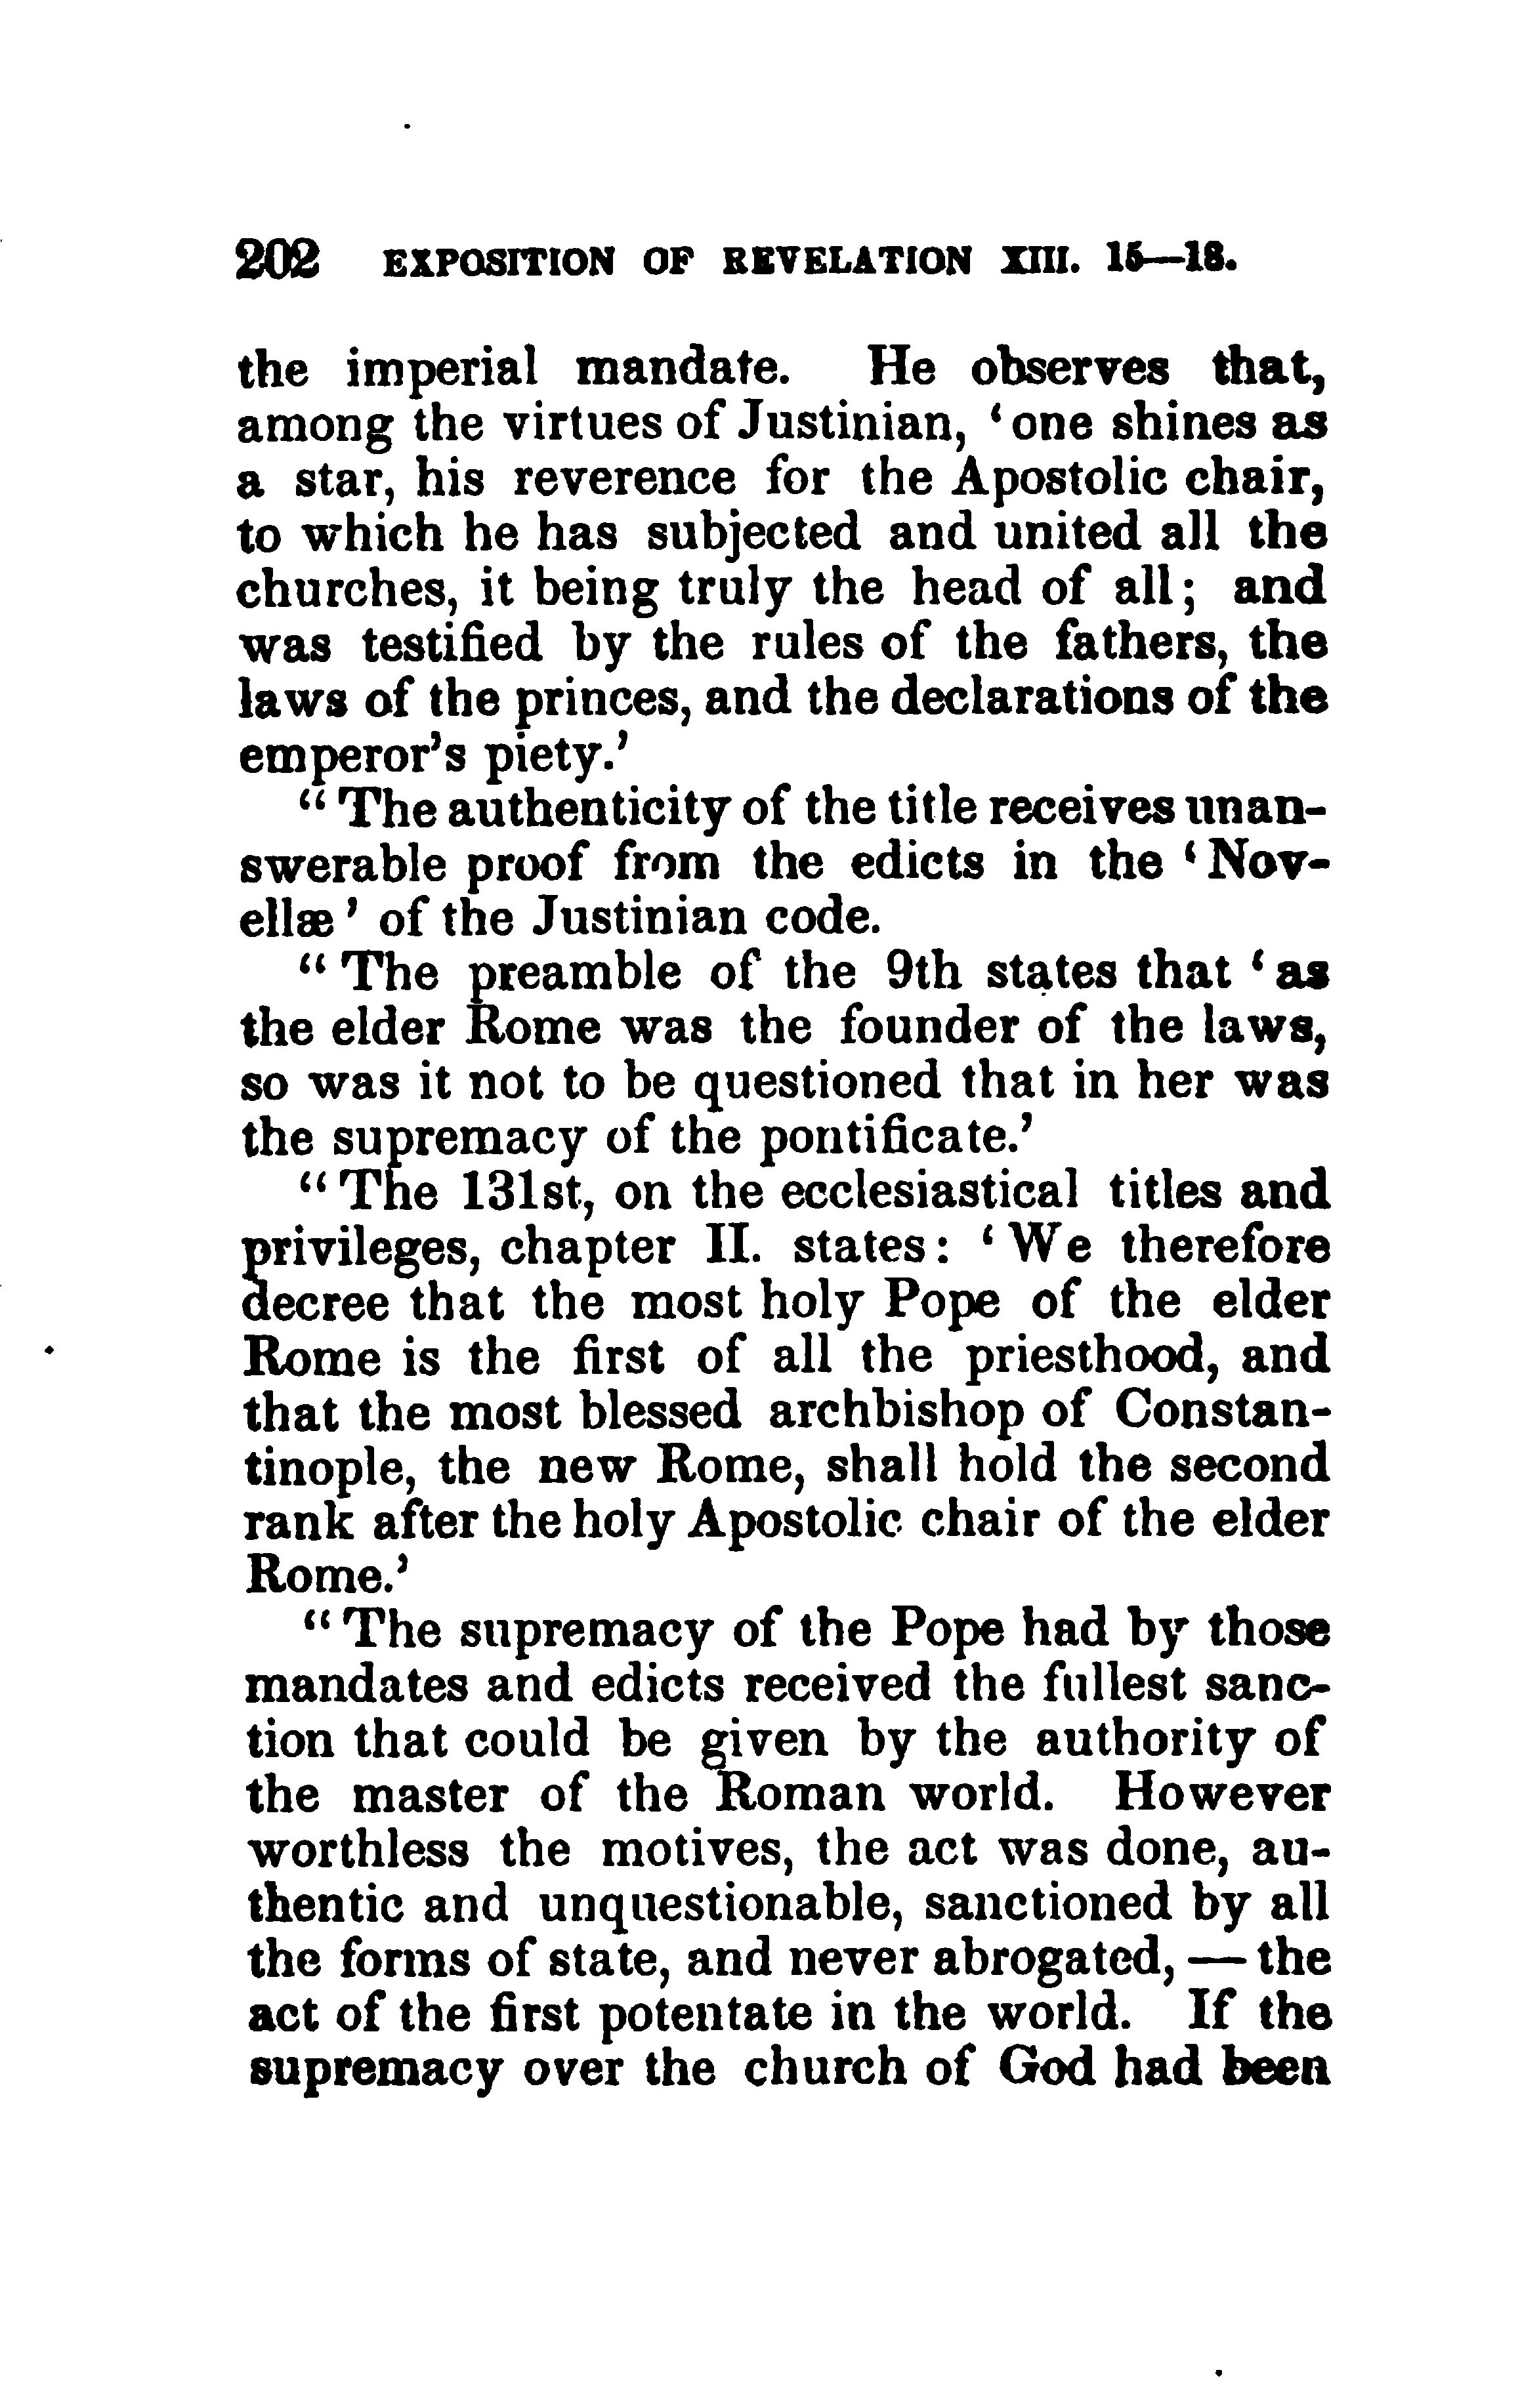 202 EXPOSITION OF REVELATION XIII. 15—18.
the imperial mandate. He observes that,
among the virtues of Justinian, ‘one shines as
a star, his reverence for the Apostolic chair,
to which he has subjected and united all the
churches, it being truly the head of all; and
was testified by the rules of the fathers, the
laws of the princes, and the declarations of the
emperor’s piety.’
“The authenticity of the title receives unan-
swerable proof from the edicts in the ‘Nov-
ellæ’ of the Justinian code.
“The preamble of the 9th states that ‘as
the elder Rome was the founder of the laws,
so was it not to be questioned that in her was
the supremacy of the pontificate.’
“The 131st, on the ecclesiastical titles and
privileges, chapter II. states: ‘We therefore
decree that the most holy Pope of the elder
Rome is the first of all the priesthood, and
that the most blessed archbishop of Constan-
tinople, the new Rome, shall hold the second
rank after the holy Apostolic chair of the elder
Rome.’
“The supremacy of the Pope had by those
mandates and edicts received the fullest sanc-
tion that could be given by the authority of
the master of the Roman world. However
worthless the motives, the act was done, au-
thentic and unquestionable, sanctioned by all
the forms of state, and never abrogated, — the
act of the first potentate in the world. If the
supremacy over the church of God had been